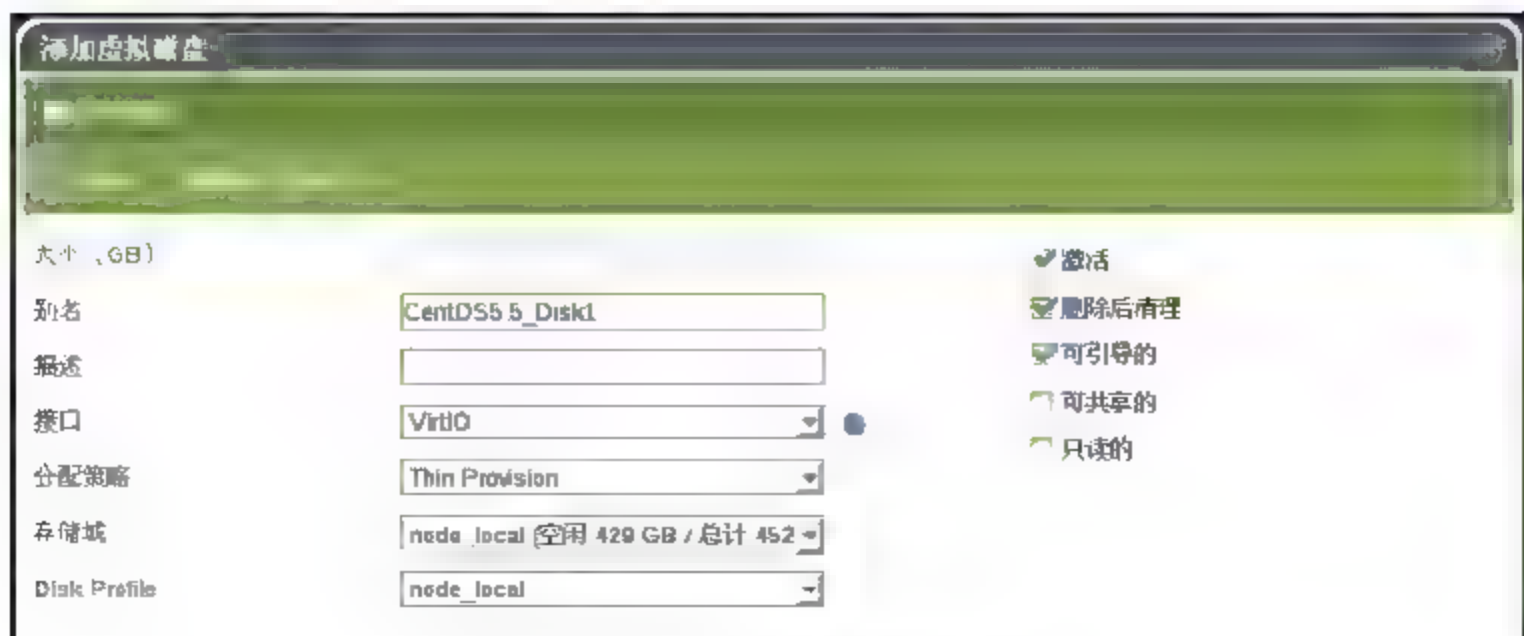 添加虚拟磁盘
大小（GB）
激活
别名 CentOS5.5_Disk1
删除后清理
描述
可引导的
接口 VirtIO
可共享的
只读的
分配策略 Thin Provision
存储域 node_local (空闲 429 GB / 总计 452
Disk Profile node_local